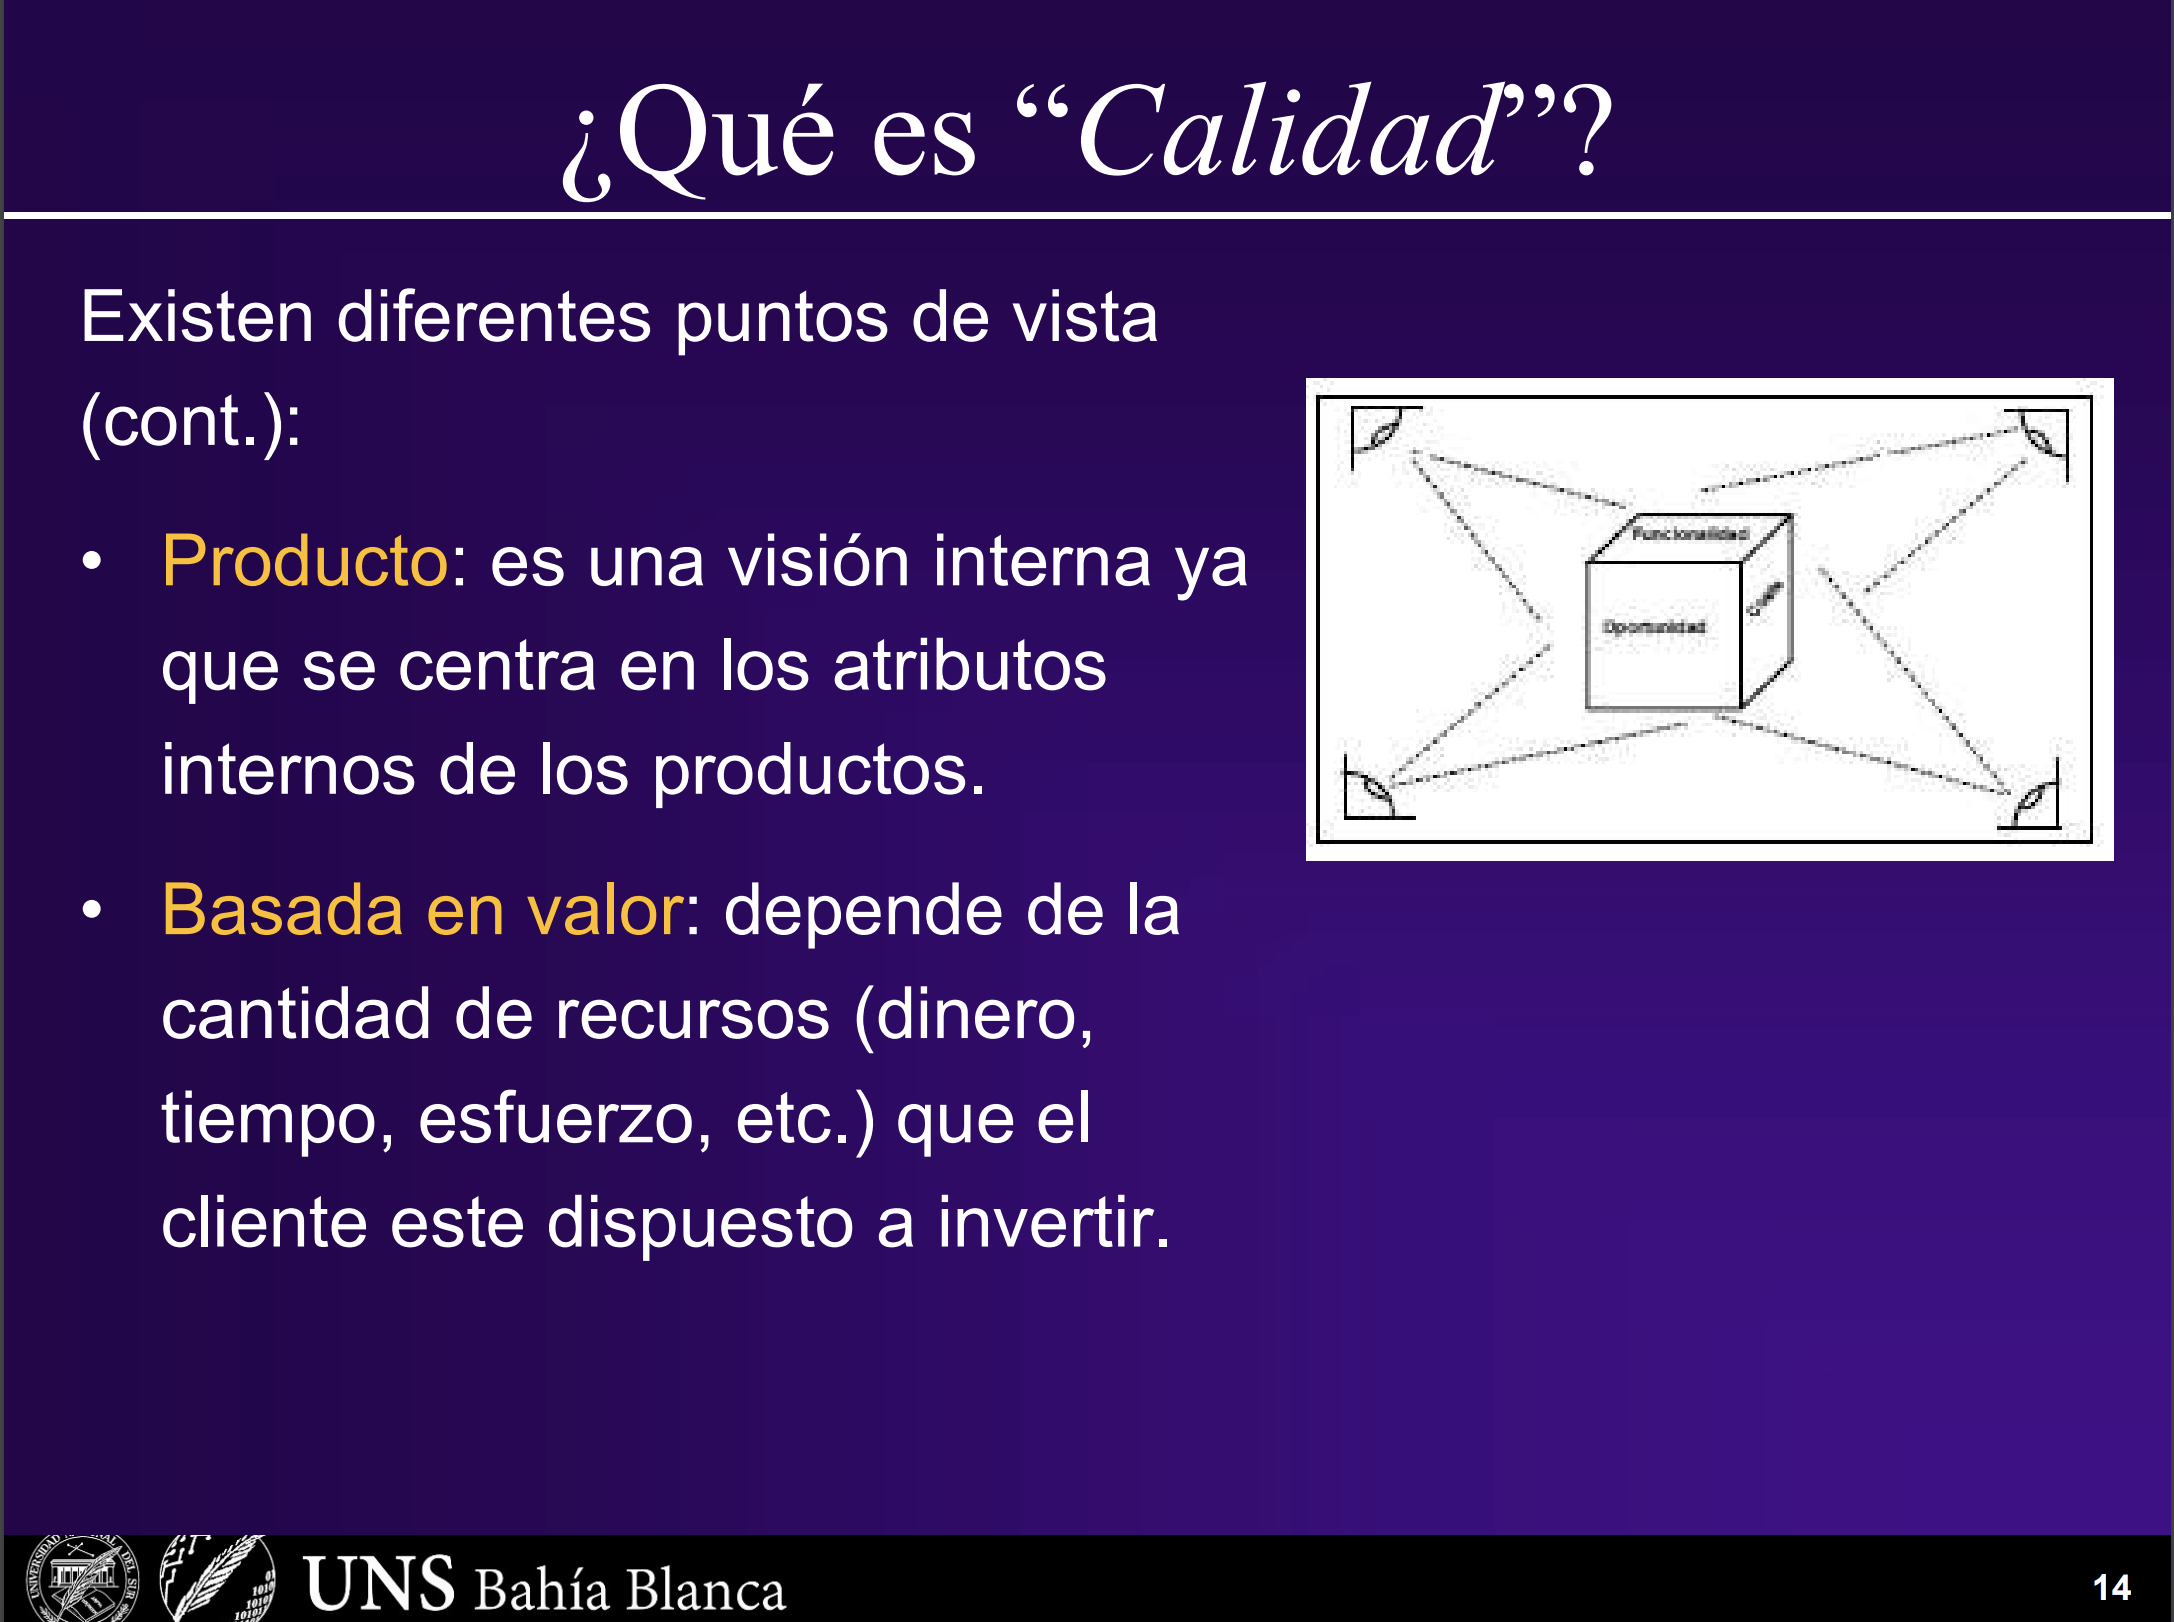 ¿Qué es “Calidad”?
Existen diferentes puntos de vista
(cont.):
• Producto: es una visión interna ya
que se centra en los atributos
internos de los productos.
• Basada en valor: depende de la
cantidad de recursos (dinero,
tiempo, esfuerzo, etc.) que el
cliente este dispuesto a invertir.
Funcionalidad
Oportunidad
UNS Bahía Blanca
14